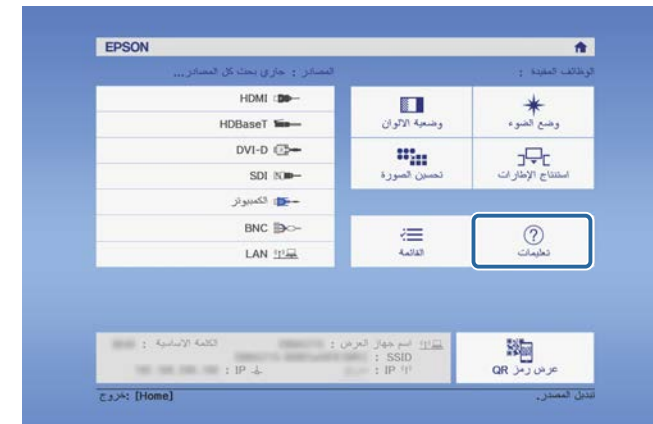 EPSON
الوظائف المفيدة :
المصادر : جاري بحث كل المصادر...
وضع الضوء
وضعية الالوان
استنتاج الإطارات
تحسين الصورة
تعليمات
القائمة
HDMI
HDBaseT
DVI-D
SDI
الكمبيوتر
BNC
LAN
اسم جهاز العرض :
الكلمة الاساسية :
SSID :
IP :
IP :
عرض رمز QR
تبديل المصدر.
[Home] :خروج